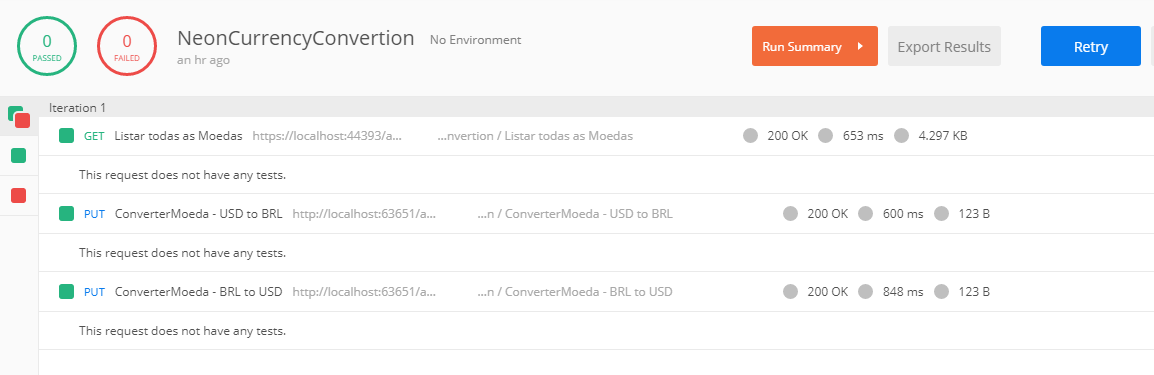 0
PASSED
0
FAILED
NeonCurrencyConvertion No Environment
an hr ago
Run Summary
Export Results
Retry
Iteration 1
GET Listar todas as Moedas https://localhost:44393/a... ...nvertion / Listar todas as Moedas 200 OK 653 ms 4.297 KB
This request does not have any tests.
PUT ConverterMoeda - USD to BRL http://localhost:63651/a... ...n / ConverterMoeda - USD to BRL 200 OK 600 ms 123 B
This request does not have any tests.
PUT ConverterMoeda - BRL to USD http://localhost:63651/a... ...n / ConverterMoeda - BRL to USD 200 OK 848 ms 123 B
This request does not have any tests.